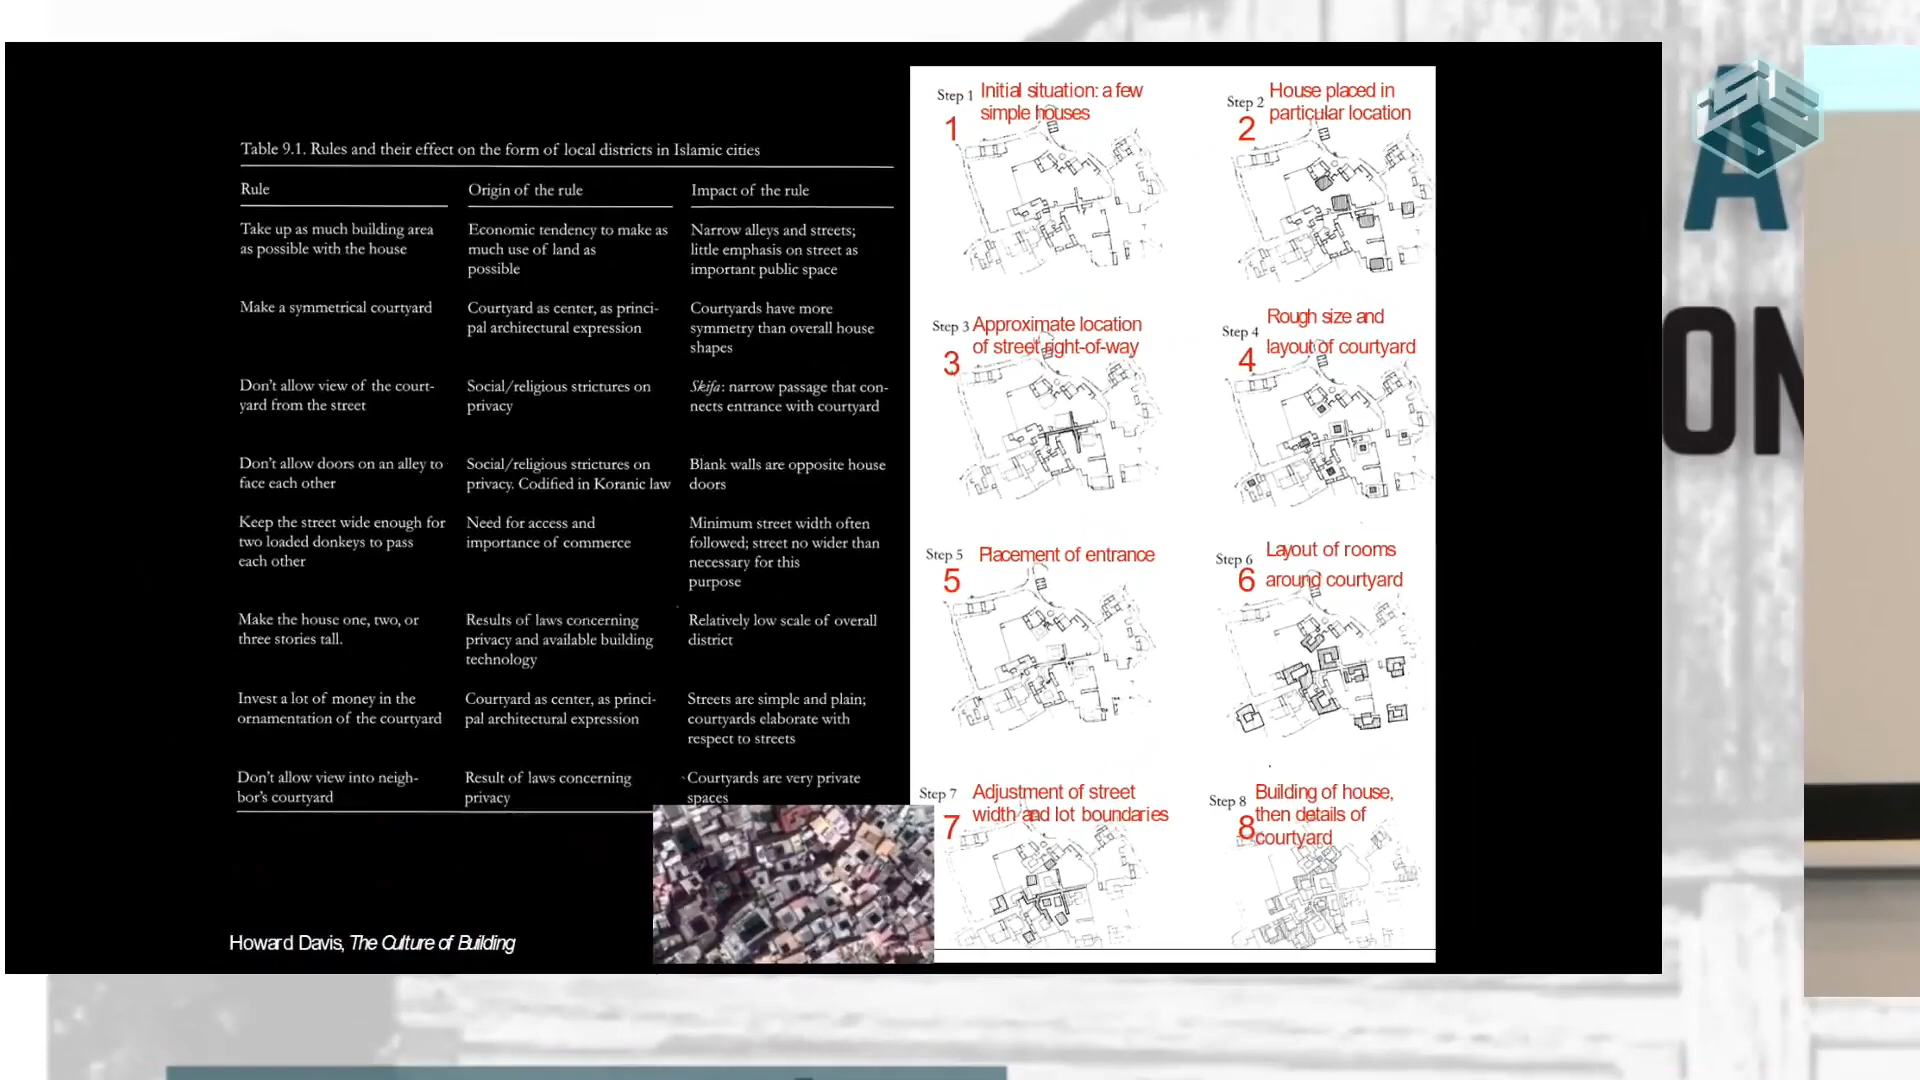 Table 9.1. Rules and their effect on the form of local districts in Islamic cities
Rule
Origin of the rule
Impact of the rule
Take up as much building area
as possible with the house
Economic tendency to make as
much use of land as
possible
Narrow alleys and streets;
little emphasis on street as
important public space
Make a symmetrical courtyard
Courtyard as center, as princi-
pal architectural expression
Courtyards have more
symmetry than overall house
shapes
Don't allow view of the court-
yard from the street
Social/religious strictures on
privacy
Skifa: narrow passage that con-
nects entrance with courtyard
Don't allow doors on an alley to
face each other
Social/religious strictures on
privacy. Codified in Koranic law
Blank walls are opposite house
doors
Keep the street wide enough for
two loaded donkeys to pass
each other
Need for access and
importance of commerce
Minimum street width often
followed; street no wider than
necessary for this
purpose
Make the house one, two, or
three stories tall.
Results of laws concerning
privacy and available building
technology
Relatively low scale of overall
district
Invest a lot of money in the
ornamentation of the courtyard
Courtyard as center, as princi-
pal architectural expression
Streets are simple and plain;
courtyards elaborate with
respect to streets
Don't allow view into neigh-
bor's courtyard
Result of laws concerning
privacy
Courtyards are very private
spaces
Howard Davis, The Culture of Building
Step 1
1
Initial situation: a few
simple houses
Step 2
2
House placed in
particular location
Step 3
3
Approximate location
of street right-of-way
Step 4
4
Rough size and
layout of courtyard
Step 5
5
Placement of entrance
Step 6
6
Layout of rooms
around courtyard
Step 7
7
Adjustment of street
width and lot boundaries
Step 8
8
Building of house,
then details of
courtyard
A
ON